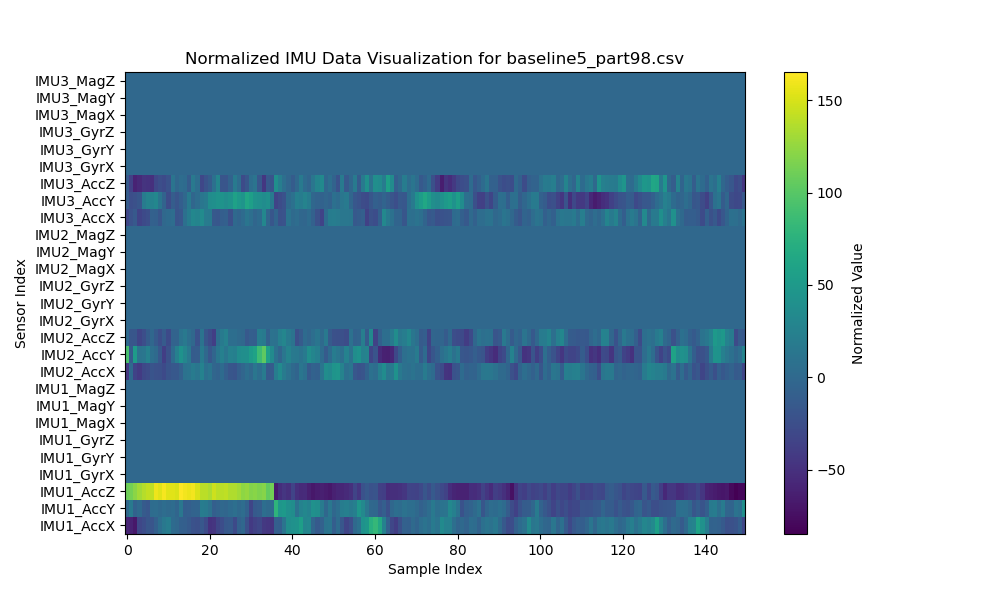 Normalized IMU Data Visualization for baseline5_part98.csv
IMU3_MagZ
IMU3_MagY
IMU3_MagX
IMU3_GyrZ
IMU3_GyrY
IMU3_GyrX
IMU3_AccZ
IMU3_AccY
IMU3_AccX
IMU2_MagZ
IMU2_MagY
IMU2_MagX
IMU2_GyrZ
IMU2_GyrY
IMU2_GyrX
IMU2_AccZ
IMU2_AccY
IMU2_AccX
IMU1_MagZ
IMU1_MagY
IMU1_MagX
IMU1_GyrZ
IMU1_GyrY
IMU1_GyrX
IMU1_AccZ
IMU1_AccY
IMU1_AccX
Sensor Index
0 20 40 60 80 100 120 140
Sample Index
150
100
50
0
−50
Normalized Value